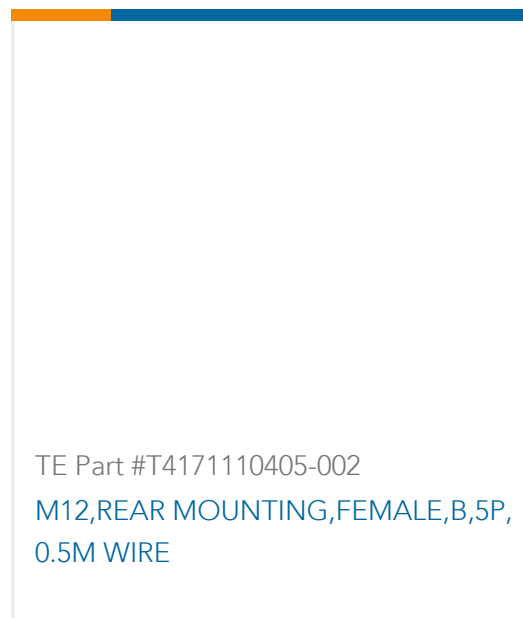 TE Part #T4171110405-002
M12,REAR MOUNTING,FEMALE,B,5P,
0.5M WIRE